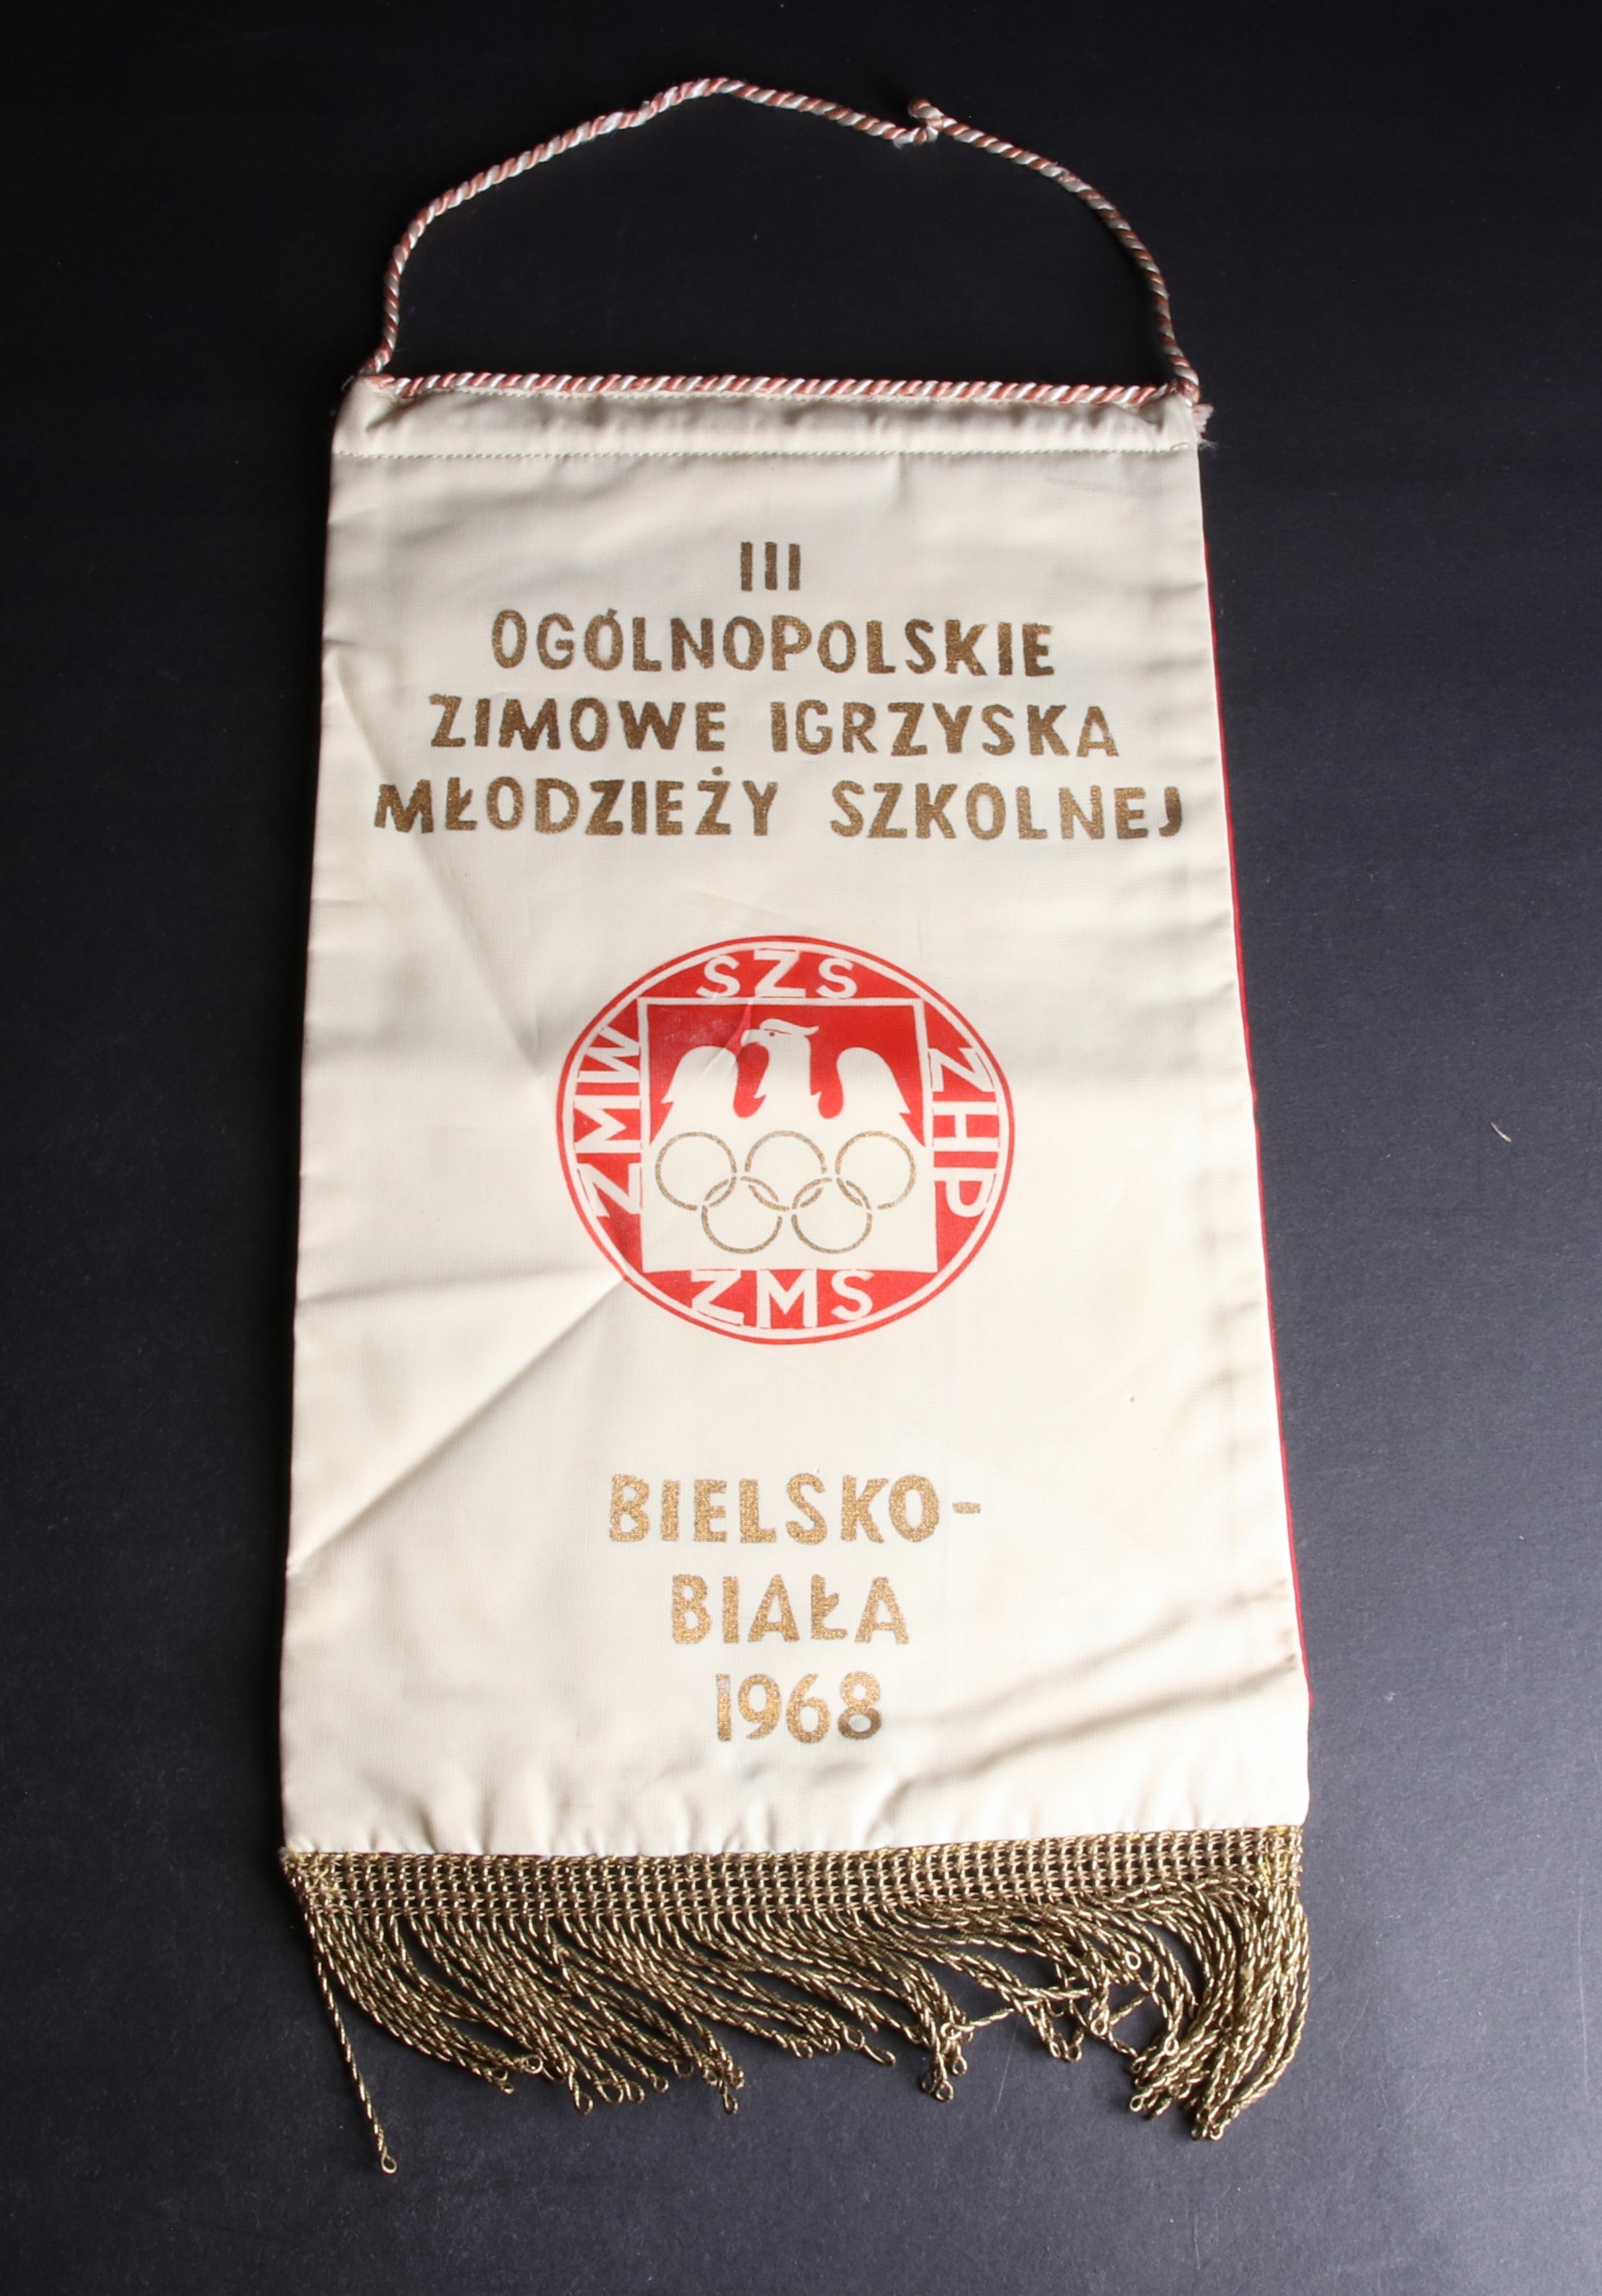 III
OGÓLNOPOLSKIE
ZIMOWE IGRZYSKA
MŁODZIEŻY SZKOLNEJ
SZS
ZMW
ZHP
ZMS
BIELSKO-
BIAŁA
1968